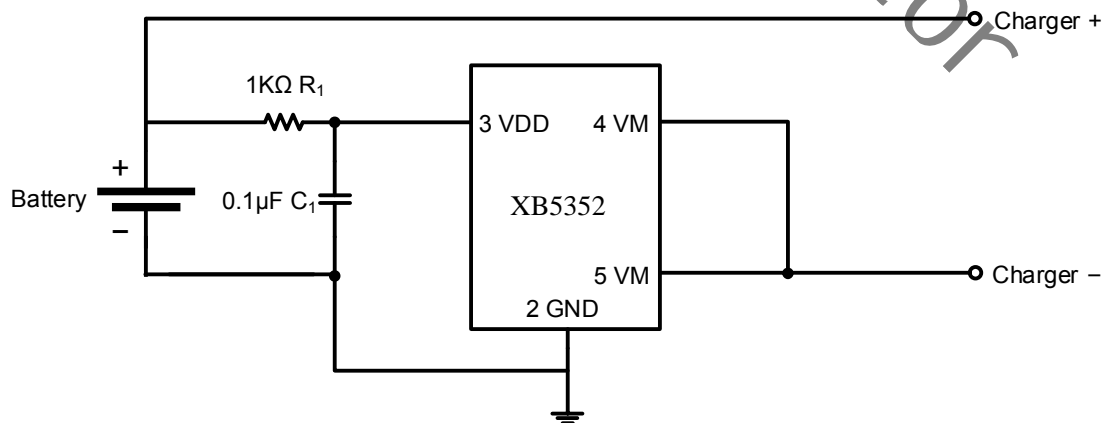 Charger +
1KΩ R₁
3 VDD
4 VM
+
Battery
0.1µF C₁
XB5352
−
5 VM
Charger −
2 GND